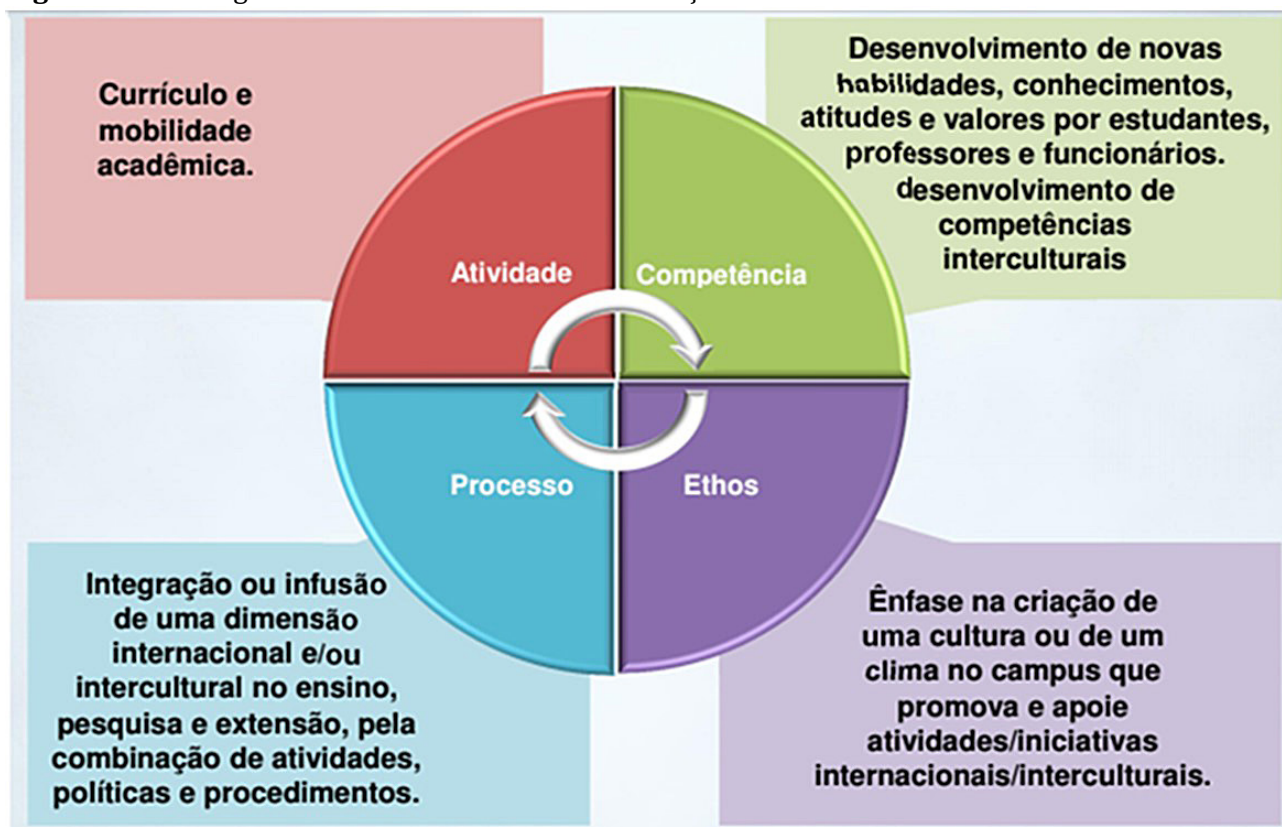 Currículo e
mobilidade
acadêmica.
Desenvolvimento de novas
habilidades, conhecimentos,
atitudes e valores por estudantes,
professores e funcionários.
desenvolvimento de
competências
interculturais
Atividade
Competência
Processo
Ethos
Integração ou infusão
de uma dimensão
internacional e/ou
intercultural no ensino,
pesquisa e extensão, pela
combinação de atividades,
políticas e procedimentos.
Ênfase na criação de
uma cultura ou de um
clima no campus que
promova e apoie
atividades/iniciativas
internacionais/interculturais.